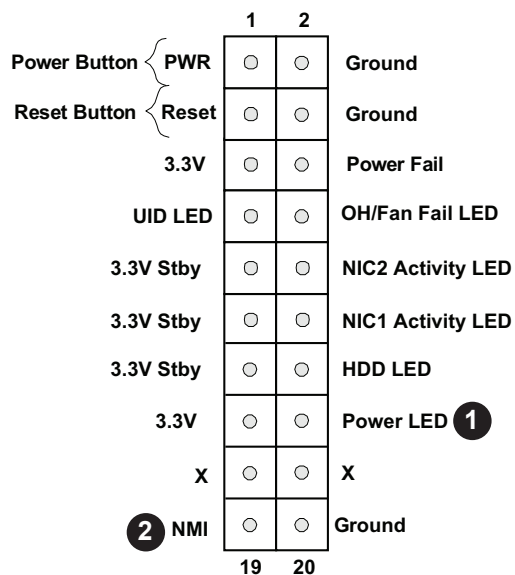 1 2
Power Button PWR Ground
Reset Button Reset Ground
3.3V Power Fail
UID LED OH/Fan Fail LED
3.3V Stby NIC2 Activity LED
3.3V Stby NIC1 Activity LED
3.3V Stby HDD LED
3.3V Power LED 1
X X
2 NMI Ground
19 20